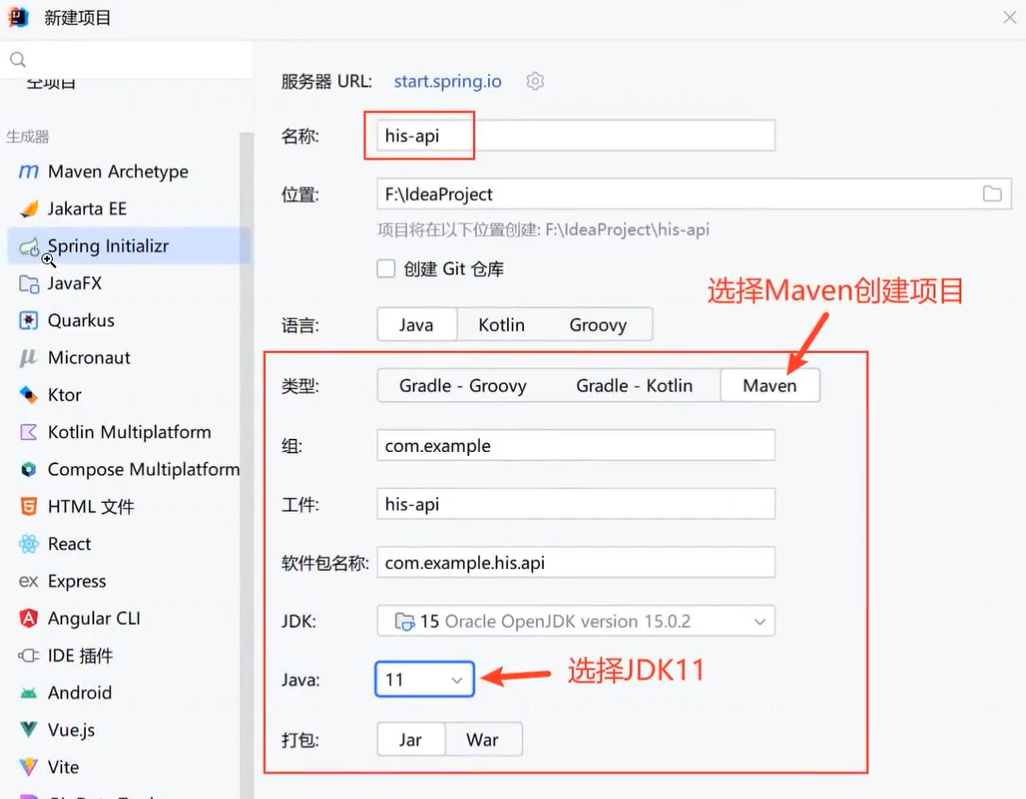 新建项目
空项目
生成器
Maven Archetype
Jakarta EE
Spring Initializr
JavaFX
Quarkus
Micronaut
Ktor
Kotlin Multiplatform
Compose Multiplatform
HTML 文件
React
Express
Angular CLI
IDE 插件
Android
Vue.js
Vite
服务器 URL: start.spring.io
名称: his-api
位置: F:\IdeaProject
项目将在以下位置创建: F:\IdeaProject\his-api
创建 Git 仓库
选择Maven创建项目
语言: Java Kotlin Groovy
类型: Gradle - Groovy Gradle - Kotlin Maven
组: com.example
工件: his-api
软件包名称: com.example.his.api
JDK: 15 Oracle OpenJDK version 15.0.2
Java: 11 选择JDK11
打包: Jar War